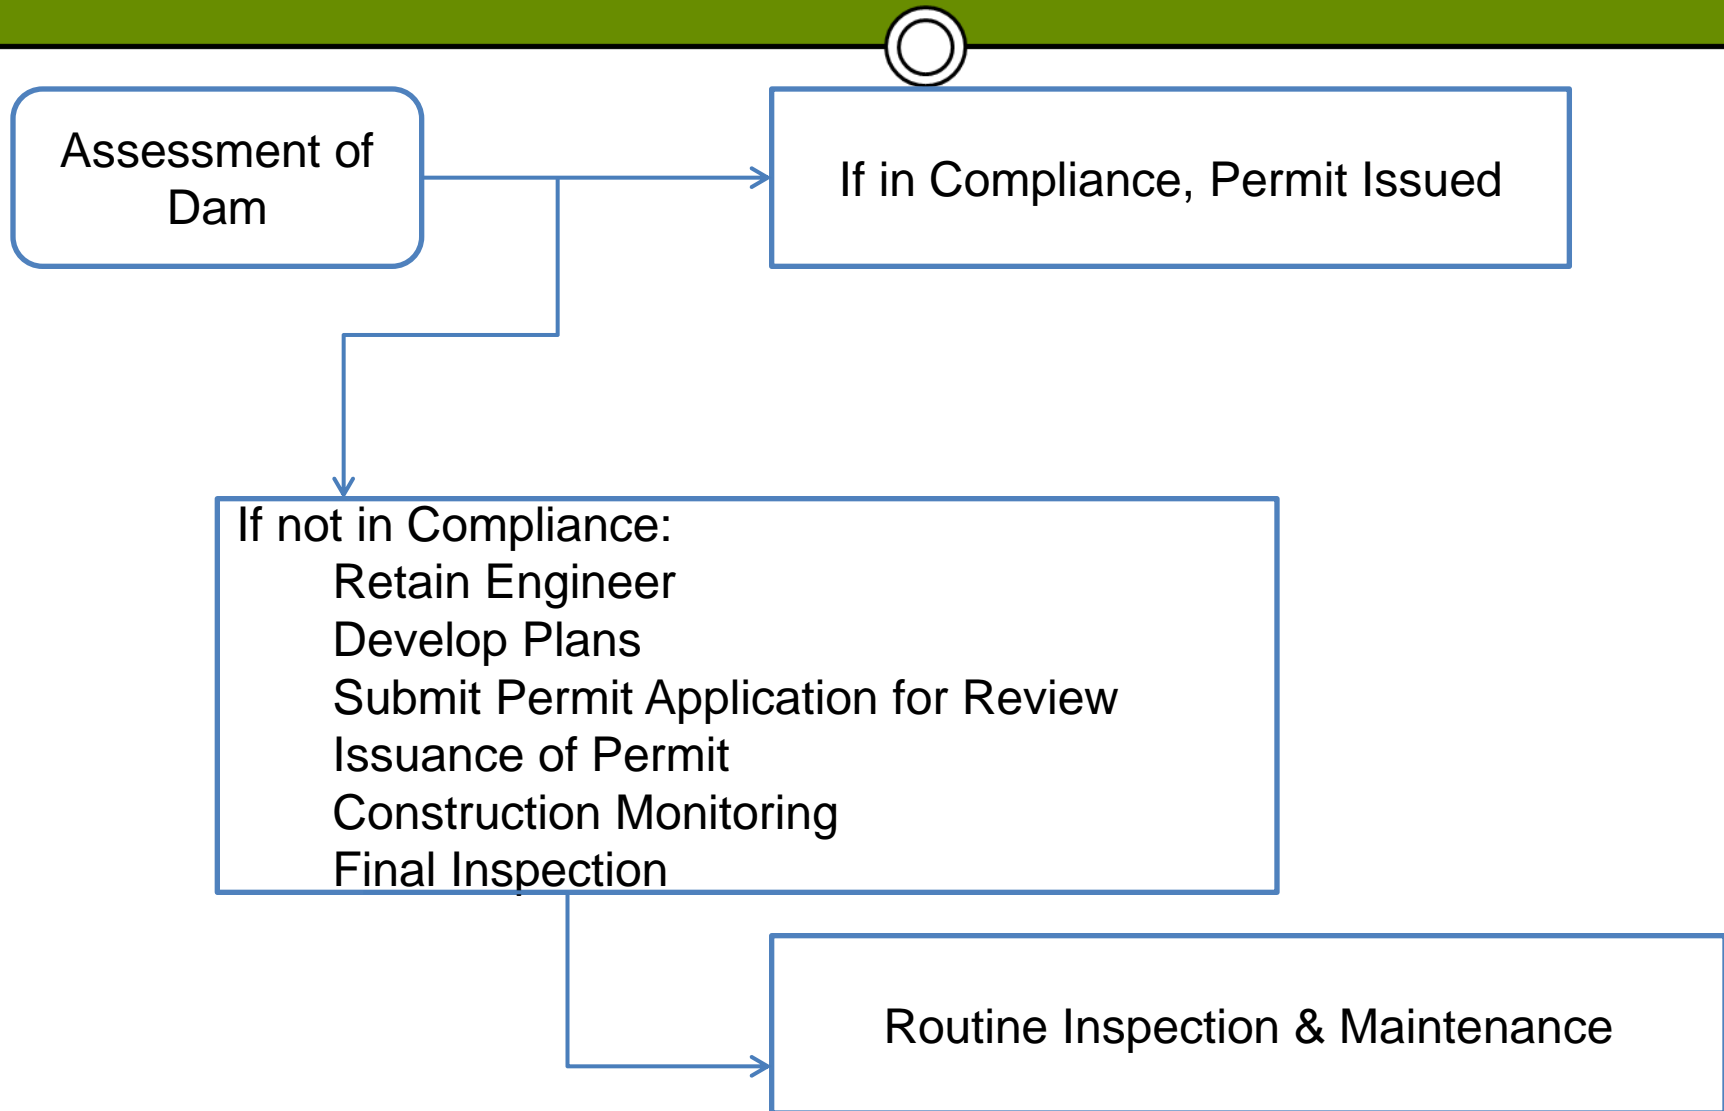 Assessment of
Dam
If in Compliance, Permit Issued
If not in Compliance:
Retain Engineer
Develop Plans
Submit Permit Application for Review
Issuance of Permit
Construction Monitoring
Final Inspection
Routine Inspection & Maintenance